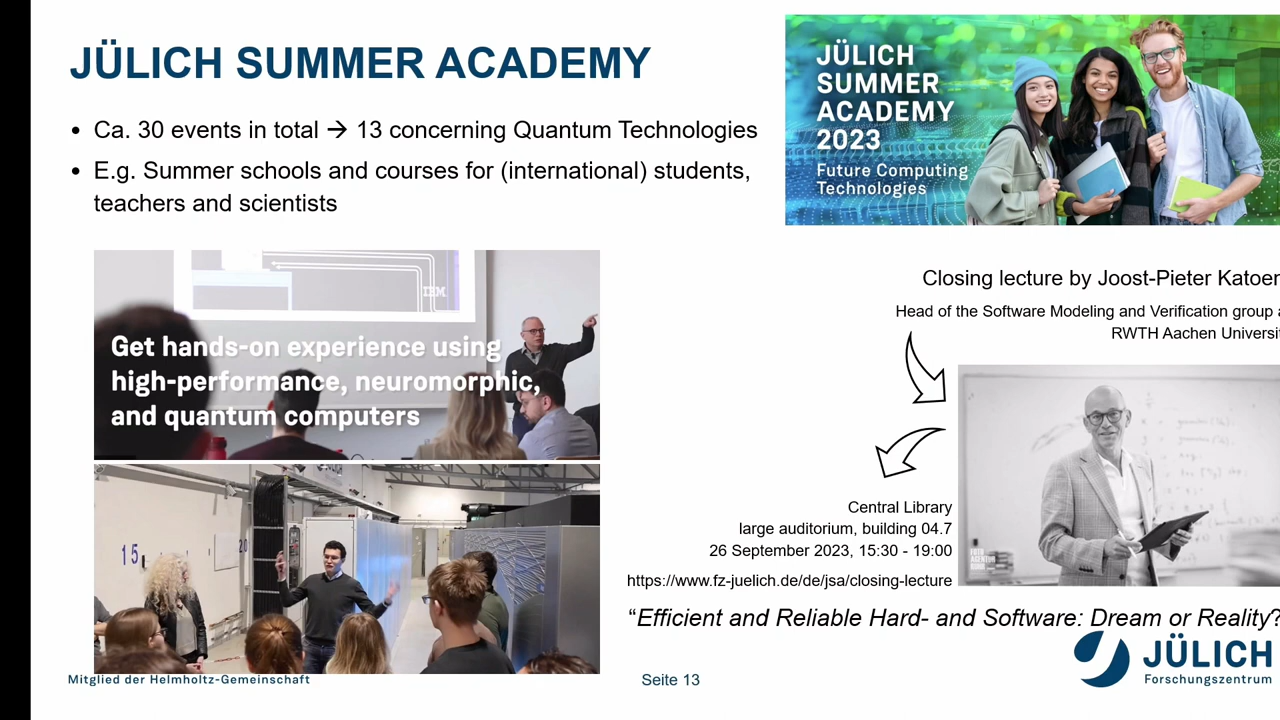 JÜLICH SUMMER ACADEMY
• Ca. 30 events in total → 13 concerning Quantum Technologies
• E.g. Summer schools and courses for (international) students,
teachers and scientists
JÜLICH
SUMMER
ACADEMY
2023
Future Computing
Technologies
IBM
Get hands-on experience using
high-performance, neuromorphic,
and quantum computers
15
20
Closing lecture by Joost-Pieter Katoen
Head of the Software Modeling and Verification group a
RWTH Aachen Universit
Central Library
large auditorium, building 04.7
26 September 2023, 15:30 - 19:00
https://www.fz-juelich.de/de/jsa/closing-lecture
“Efficient and Reliable Hard- and Software: Dream or Reality?
Mitglied der Helmholtz-Gemeinschaft
Seite 13
JÜLICH
Forschungszentrum